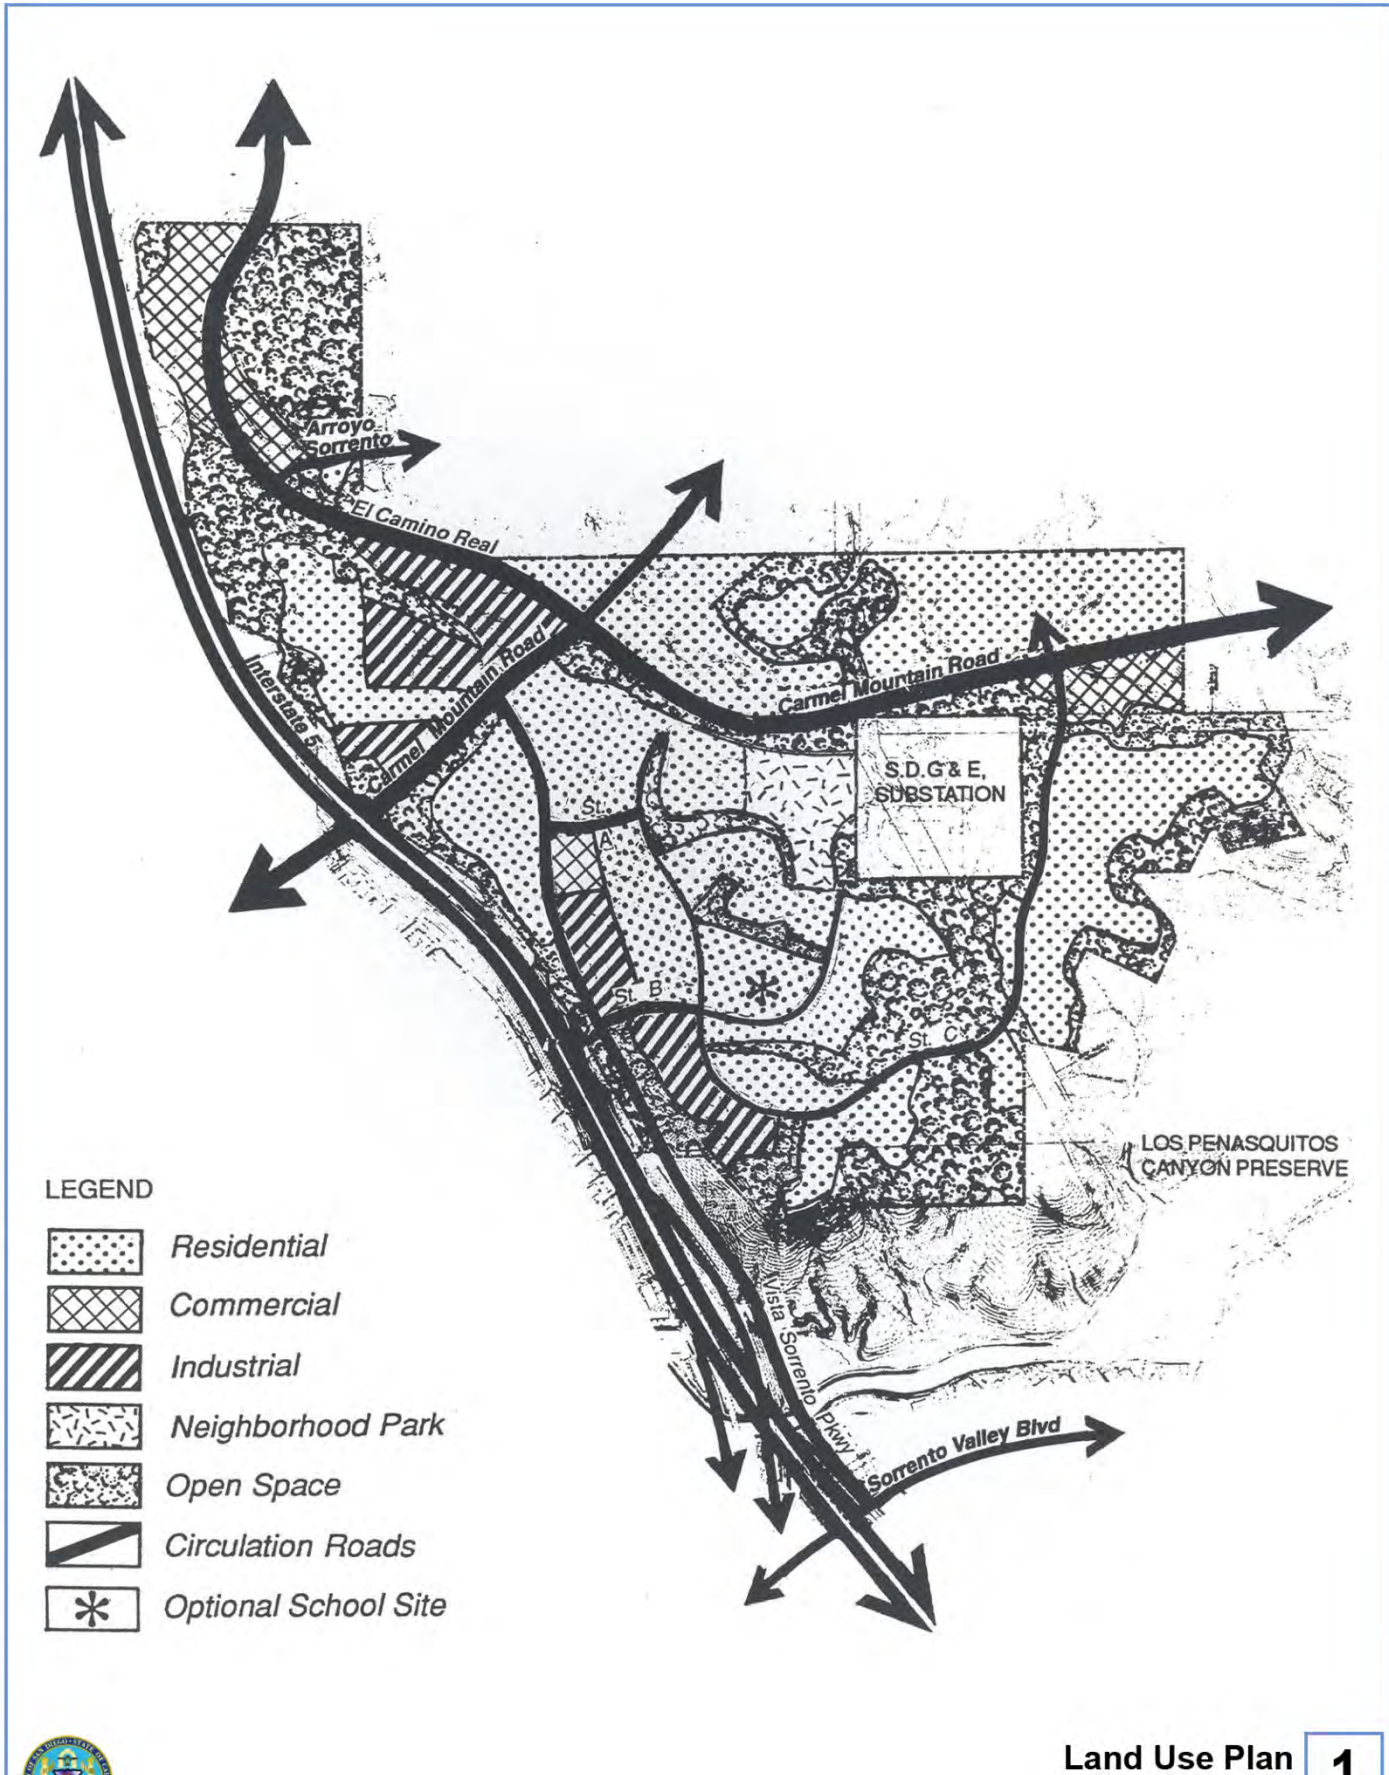 Arroyo
Sorrento
El Camino Real
Carmel Mountain Road
Carmel Mountain Road
Interstate 5
S.D.G & E,
SUBSTATION
St.
A
St. B
St. C
LOS PENASQUITOS
CANYON PRESERVE
Vista Sorrento Pkwy
Sorrento Valley Blvd
LEGEND
Residential
Commercial
Industrial
Neighborhood Park
Open Space
Circulation Roads
Optional School Site
Land Use Plan
1